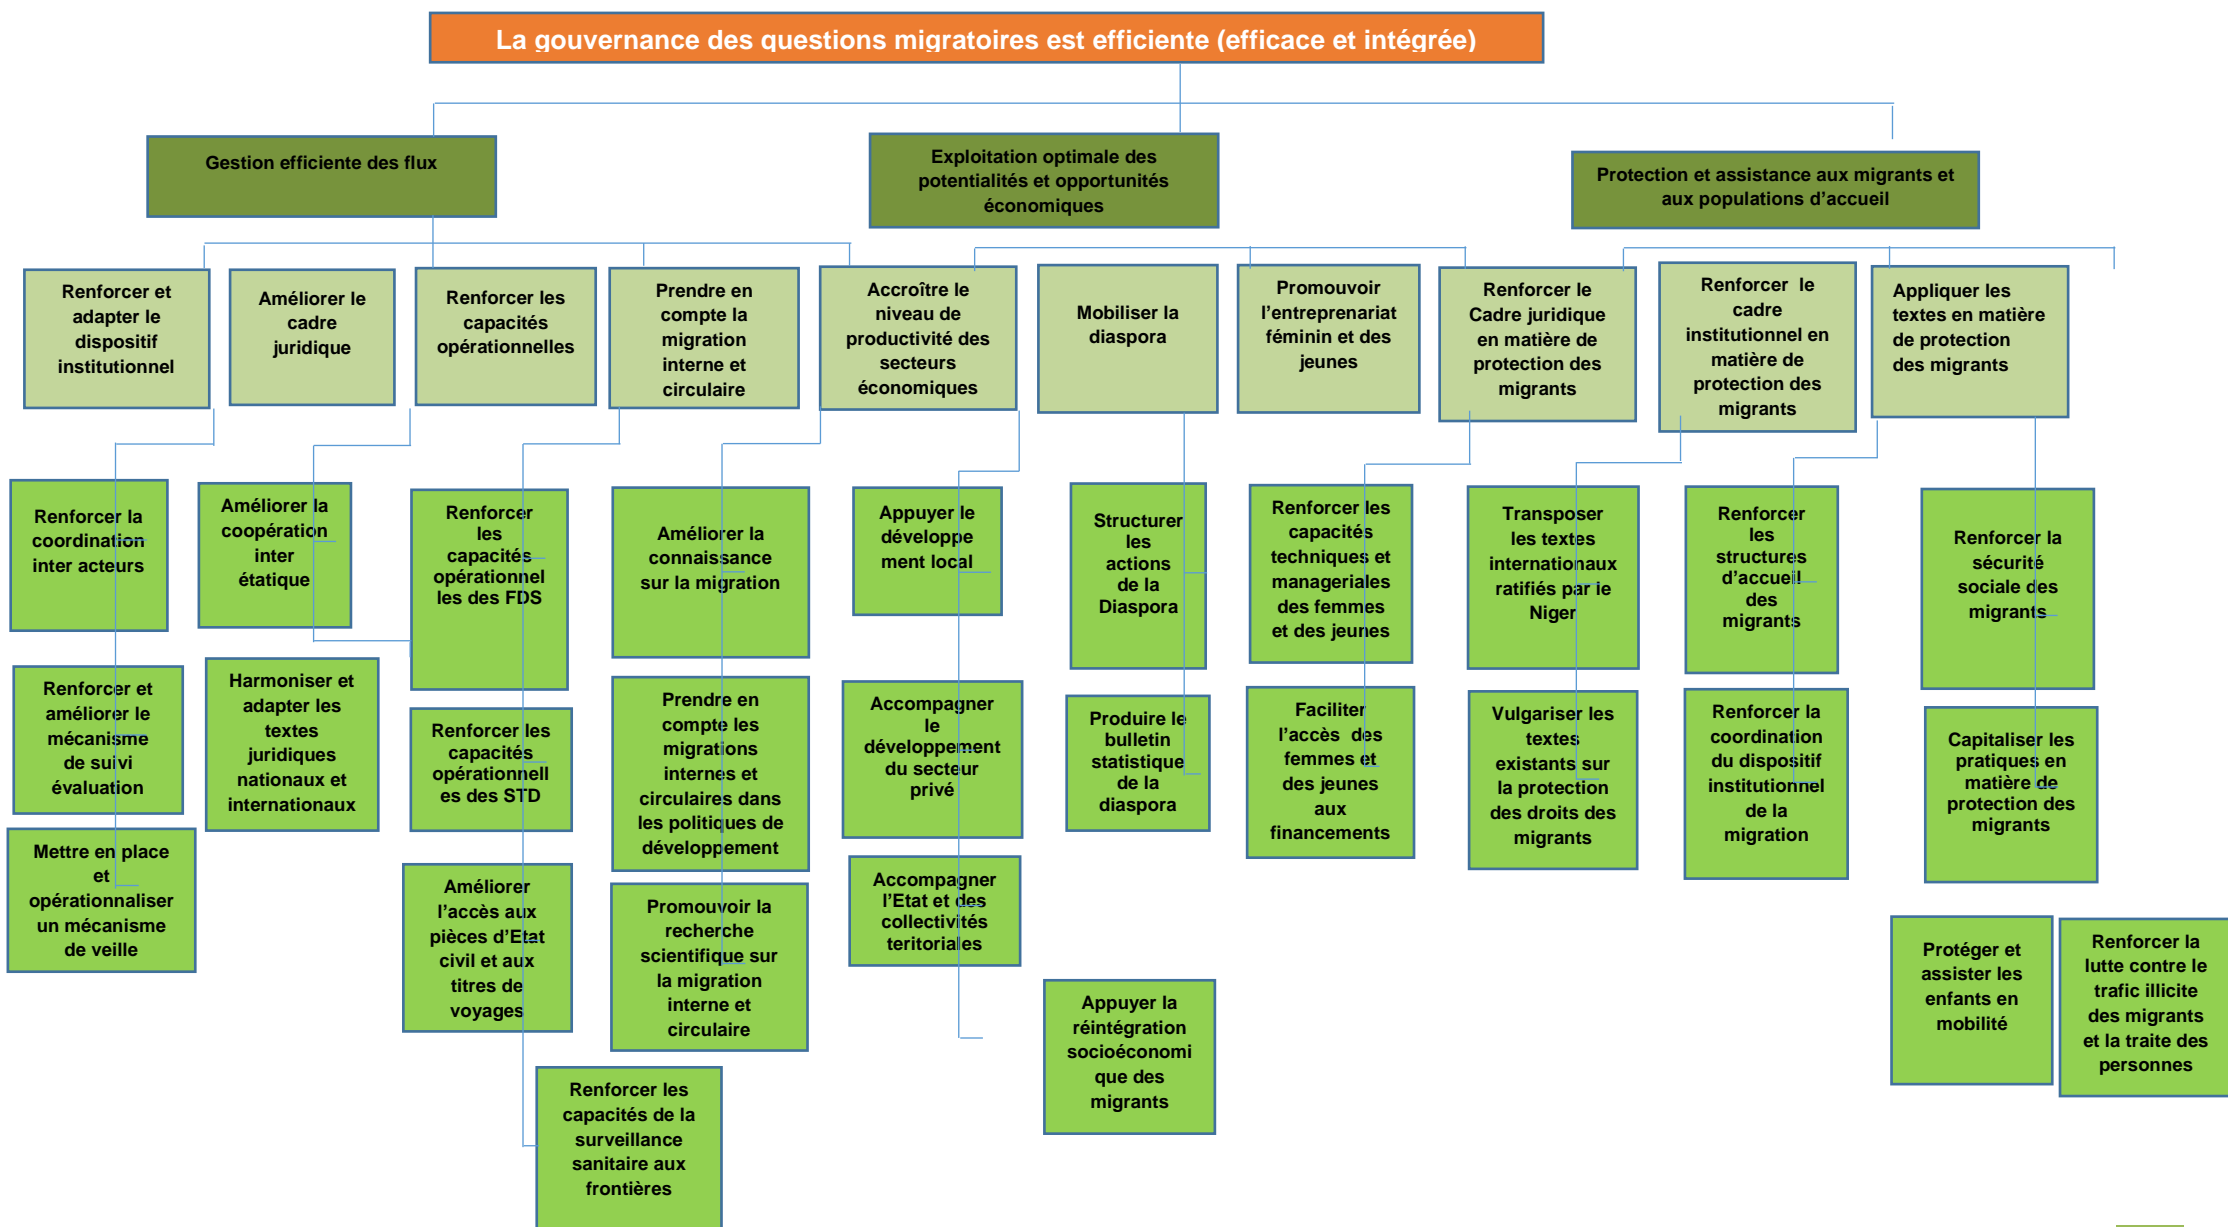 La gouvernance des questions migratoires est efficiente (efficace et intégrée)
Gestion efficiente des flux
Exploitation optimale des
potentialités et opportunités
économiques
Protection et assistance aux migrants et
aux populations d’accueil
Renforcer et
adapter le
dispositif
institutionnel
Améliorer le
cadre
juridique
Renforcer les
capacités
opérationnelles
Prendre en
compte la
migration
interne et
circulaire
Accroître le
niveau de
productivité des
secteurs
économiques
Mobiliser la
diaspora
Promouvoir
l’entreprenariat
féminin et des
jeunes
Renforcer le
Cadre juridique
en matière de
protection des
migrants
Renforcer le
cadre
institutionnel en
matière de
protection des
migrants
Appliquer les
textes en matière
de protection
des migrants
Renforcer la
coordination
inter acteurs
Améliorer la
coopération
inter
étatique
Renforcer
les
capacités
opérationnel
les des FDS
Améliorer la
connaissance
sur la migration
Appuyer le
développe
ment local
Structurer
les
actions
de la
Diaspora
Renforcer les
capacités
techniques et
manageriales
des femmes
et des jeunes
Transposer
les textes
internationaux
ratifiés par le
Niger
Renforcer
les
structures
d’accueil
des
migrants
Renforcer la
sécurité
sociale des
migrants
Renforcer et
améliorer le
mécanisme
de suivi
évaluation
Harmoniser et
adapter les
textes
juridiques
nationaux et
internationaux
Renforcer les
capacités
opérationnell
es des STD
Prendre en
compte les
migrations
internes et
circulaires dans
les politiques de
développement
Accompagner
le
développement
du secteur
privé
Produire le
bulletin
statistique
de la
diaspora
Faciliter
l’accès des
femmes et
des jeunes
aux
financements
Vulgariser les
textes
existants sur
la protection
des droits des
migrants
Renforcer la
coordination
du dispositif
institutionnel
de la
migration
Capitaliser les
pratiques en
matière de
protection des
migrants
Mettre en place
et
opérationnaliser
un mécanisme
de veille
Améliorer
l’accès aux
pièces d’Etat
civil et aux
titres de
voyages
Promouvoir la
recherche
scientifique sur
la migration
interne et
circulaire
Accompagner
l’Etat et des
collectivités
teritoriales
Appuyer la
réintégration
socioéconomi
que des
migrants
Protéger et
assister les
enfants en
mobilité
Renforcer la
lutte contre le
trafic illicite
des migrants
et la traite des
personnes
Renforcer les
capacités de la
surveillance
sanitaire aux
frontières